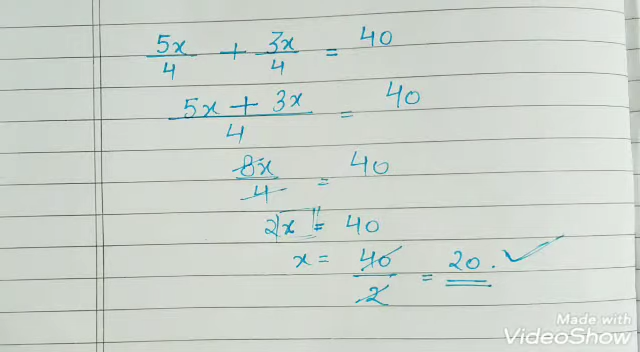 5x/4 + 3x/4 = 40
5x + 3x/4 = 40
8x/4 = 40
2x = 40
x = 40/2 = 20. ✓
Made with
VideoShow